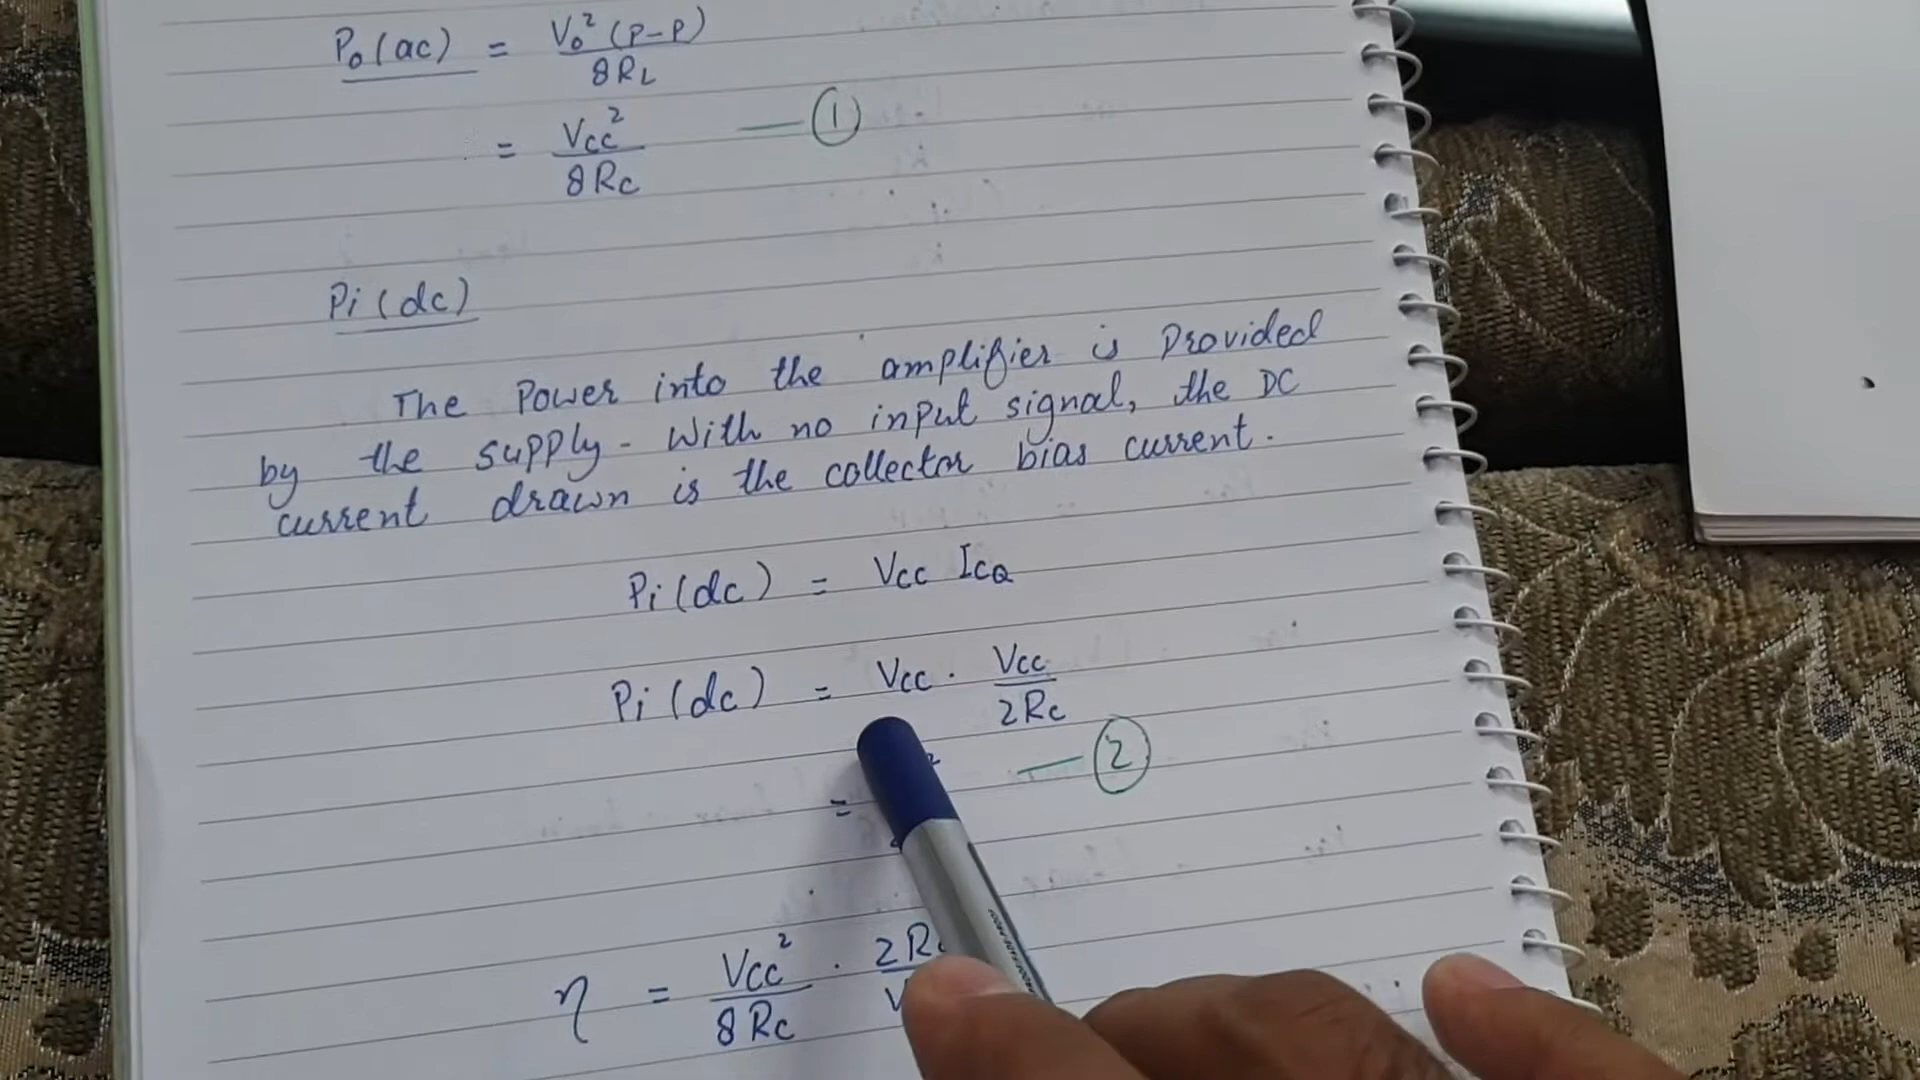 Po(ac) = Vo²(P-P) / 8RL
= Vcc² / 8Rc — 1
Pi(dc)
The Power into the amplifier is Provided
by the supply - With no input signal, the DC
current drawn is the collector bias current.
Pi(dc) = Vcc IcQ
Pi(dc) = Vcc · Vcc / 2Rc
= 2 — 2
η = Vcc² / 8Rc · 2Rc / V